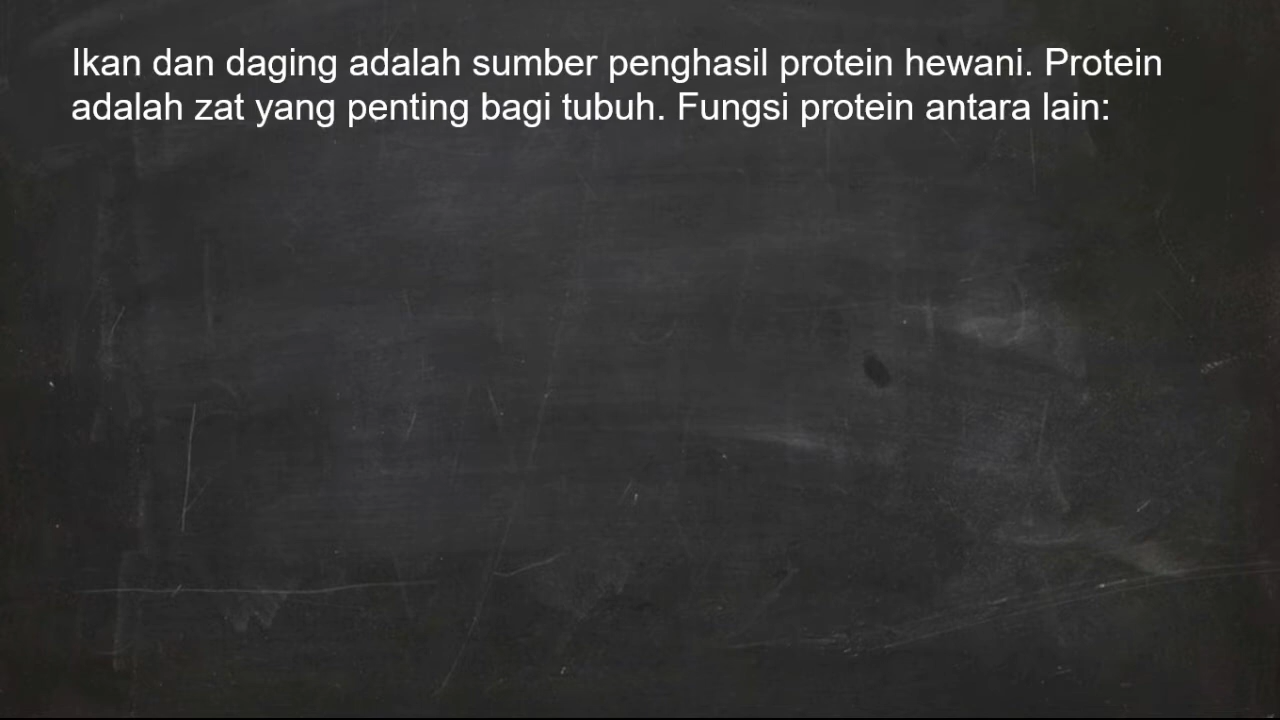 Ikan dan daging adalah sumber penghasil protein hewani. Protein
adalah zat yang penting bagi tubuh. Fungsi protein antara lain: